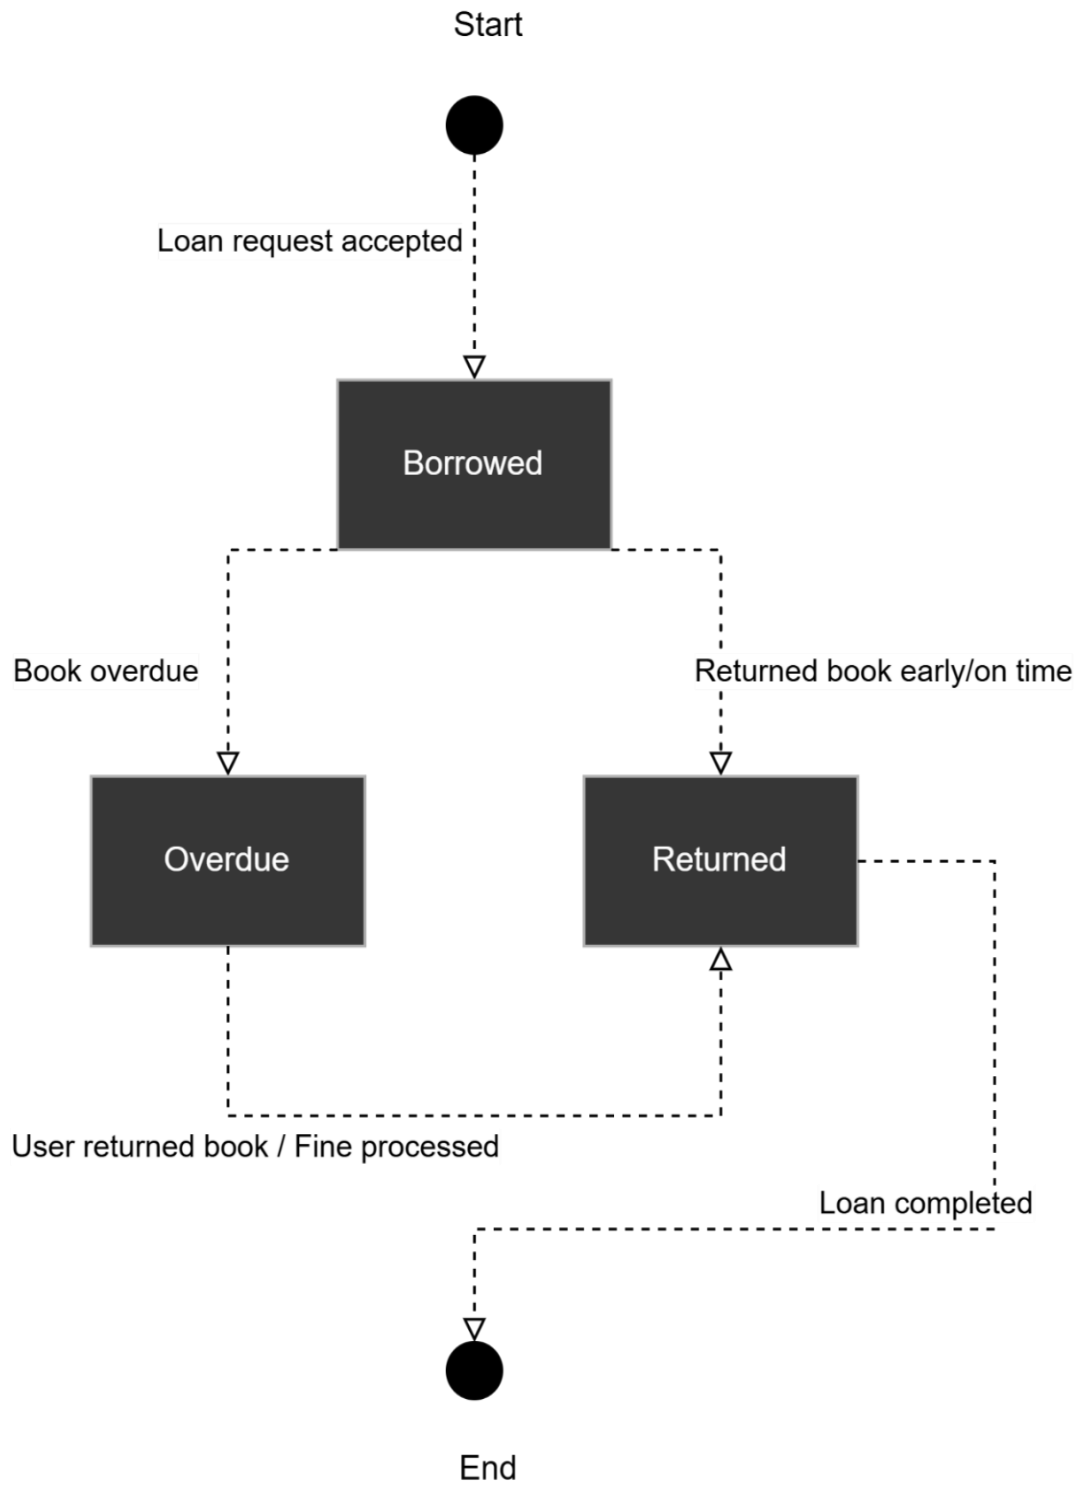 Start
Loan request accepted
Borrowed
Book overdue
Returned book early/on time
Overdue
Returned
User returned book / Fine processed
Loan completed
End